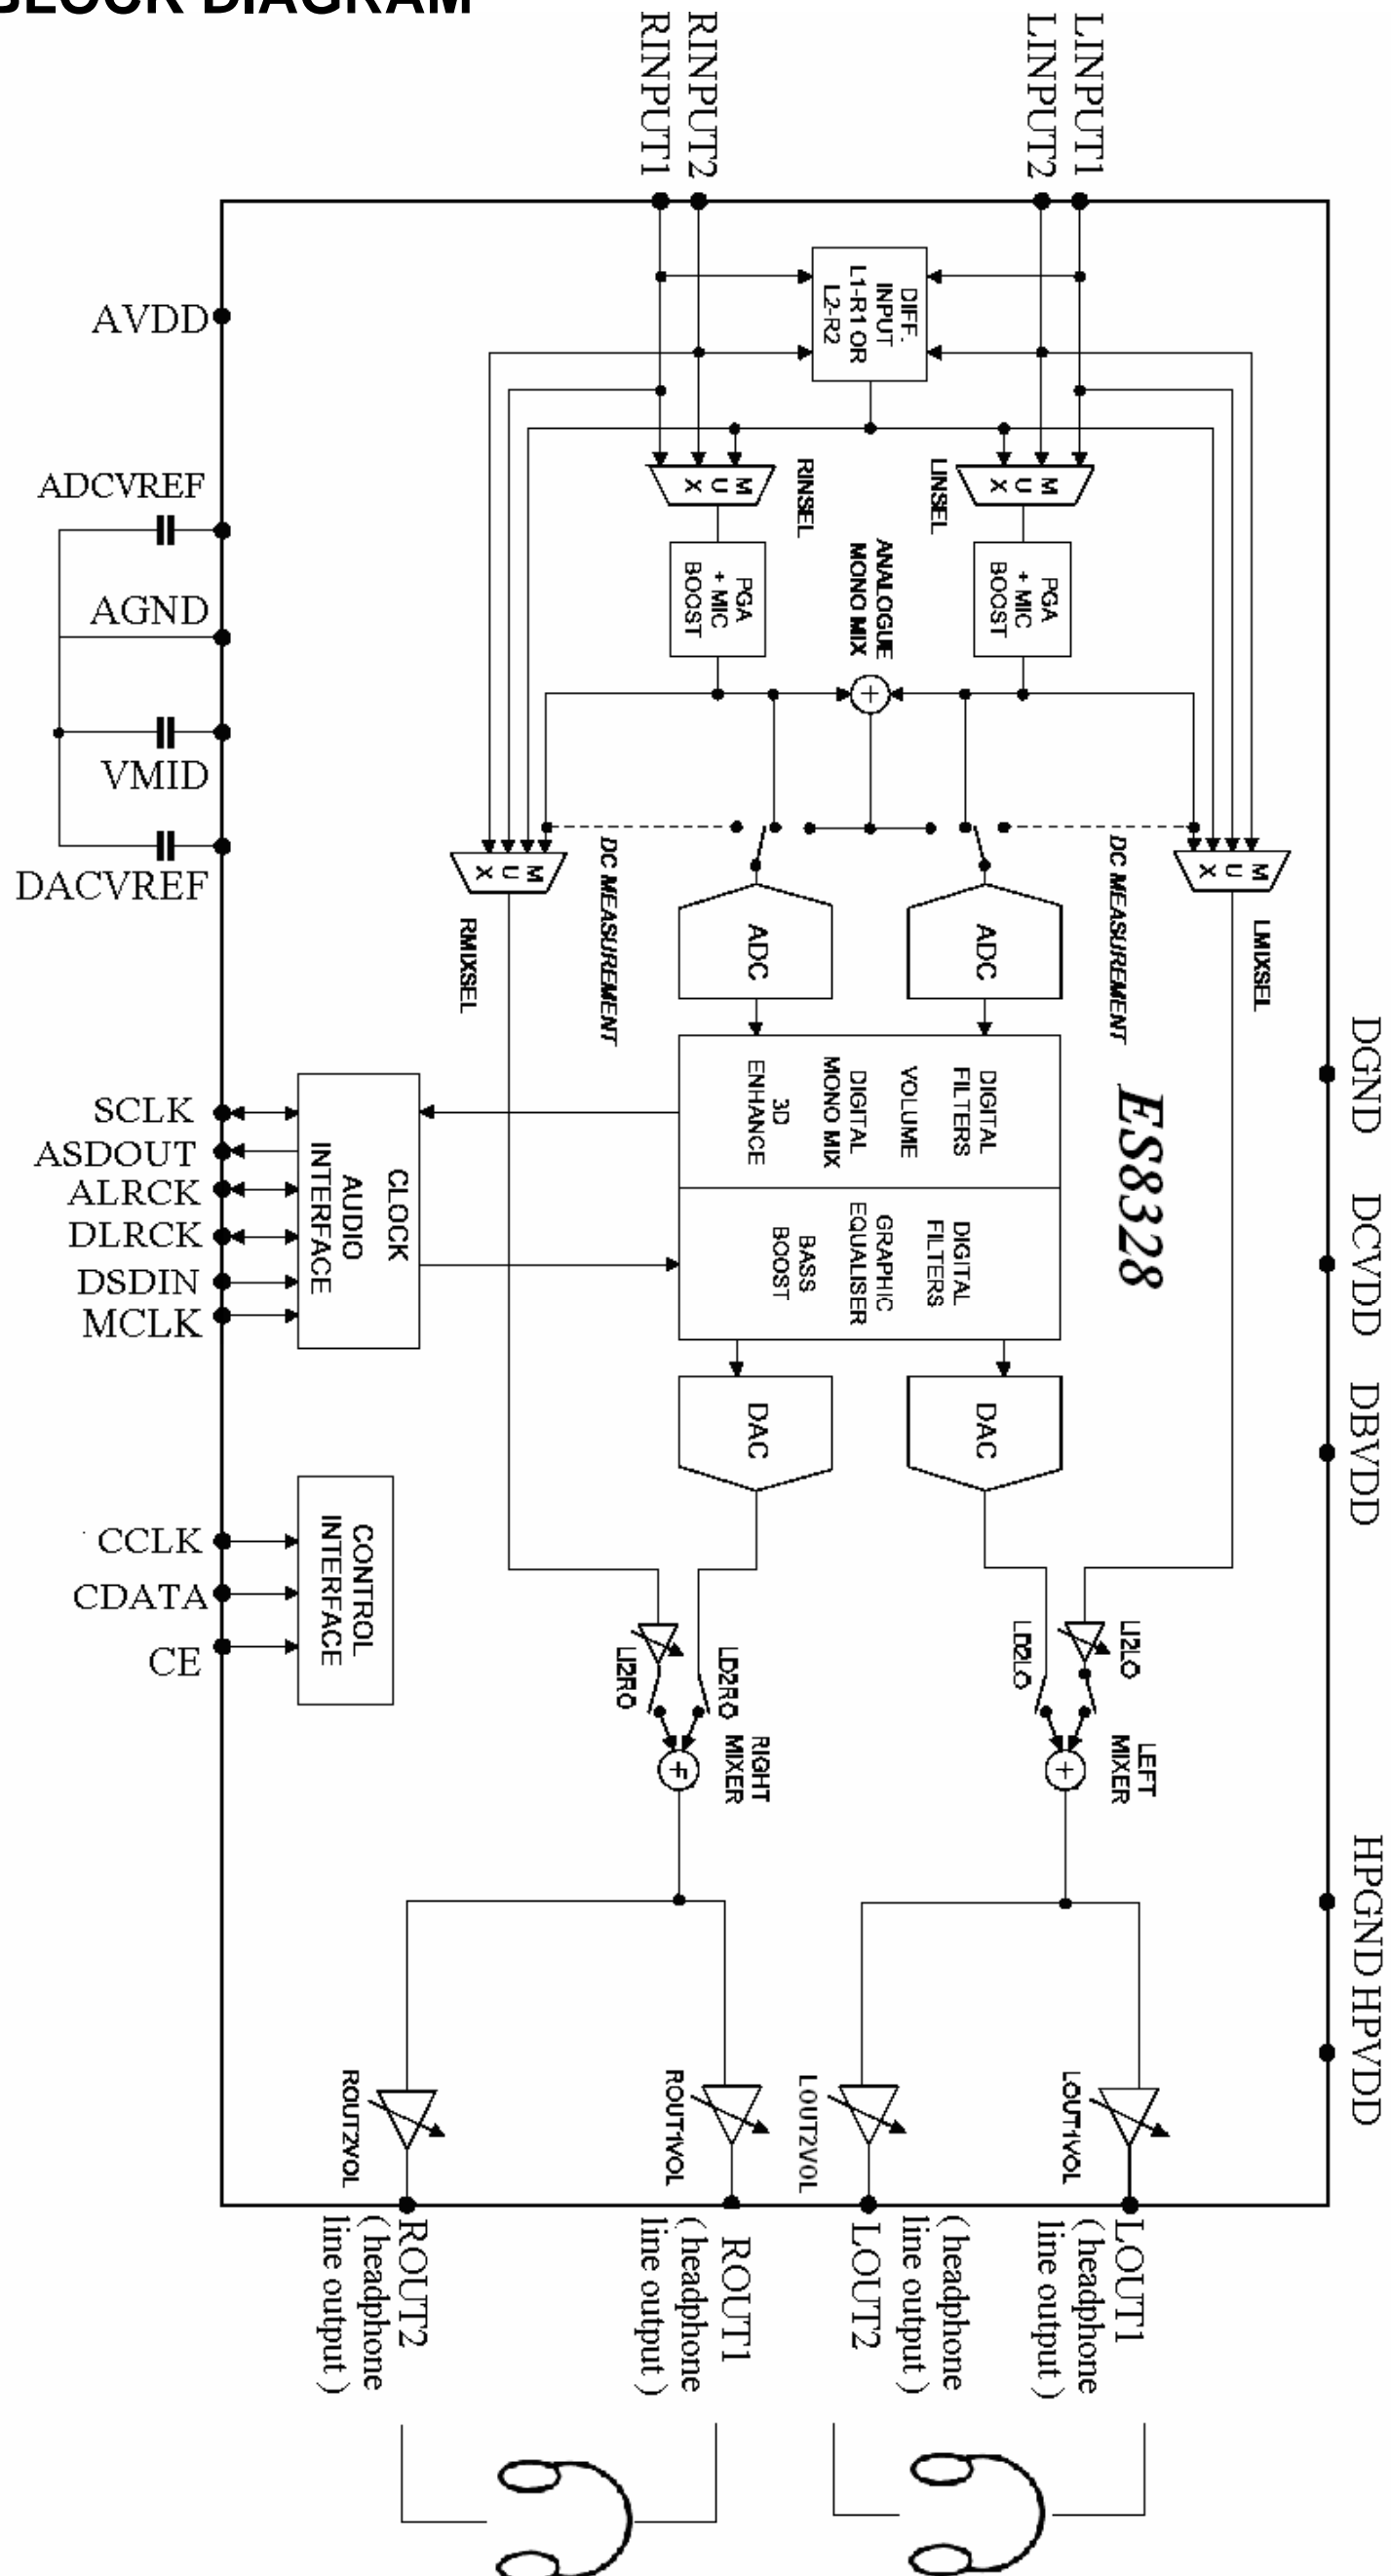 BLOCK DIAGRAM
RINPUT1
RINPUT2
LINPUT2
LINPUT1
DIFF.
INPUT
L1-R1 OR
L2-R2
AVDD
ADCVREF
AGND
VMID
DACVREF
M
U
X
RINSEL
M
U
X
LINSEL
PGA
+ MIC
BOOST
ANALOGUE
MONO MIX
PGA
+ MIC
BOOST
+
M
U
X
RMIXSEL
DC MEASUREMENT
ADC
ADC
DC MEASUREMENT
M
U
X
LMIXSEL
ES8328
DGND
DCVDD
DBVDD
HPGND
HPVDD
DIGITAL
FILTERS
VOLUME
DIGITAL
MONO MIX
3D
ENHANCE
DIGITAL
FILTERS
GRAPHIC
EQUALISER
BASS
BOOST
SCLK
ASDOUT
ALRCK
DLRCK
DSDIN
MCLK
CLOCK
AUDIO
INTERFACE
DAC
DAC
CCLK
CDATA
CE
CONTROL
INTERFACE
LI2RO
LD2RO
RIGHT
MIXER
+
LD2LO
LI2LO
LEFT
MIXER
+
ROUT2VOL
ROUT1VOL
LOUT2VOL
LOUT1VOL
ROUT2
( headphone
line output )
ROUT1
( headphone
line output )
LOUT2
( headphone
line output )
LOUT1
( headphone
line output )